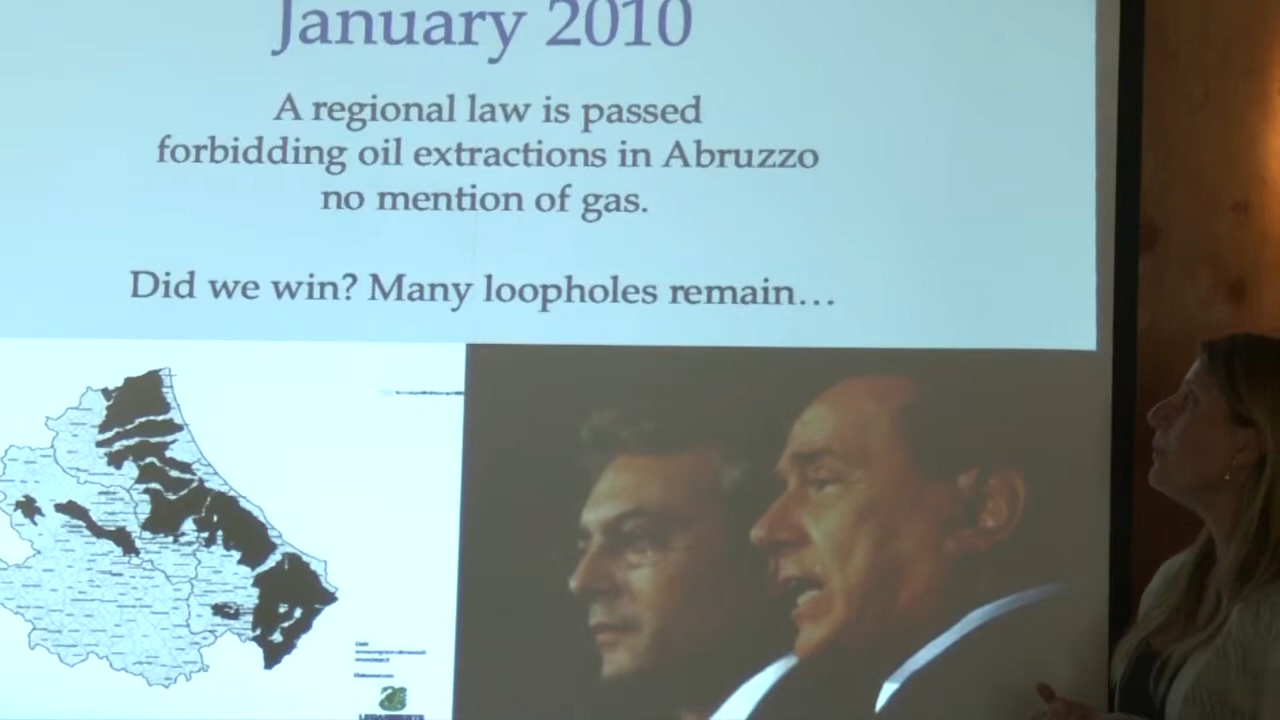 January 2010
A regional law is passed
forbidding oil extractions in Abruzzo
no mention of gas.
Did we win? Many loopholes remain...
LEGAMBIENTE